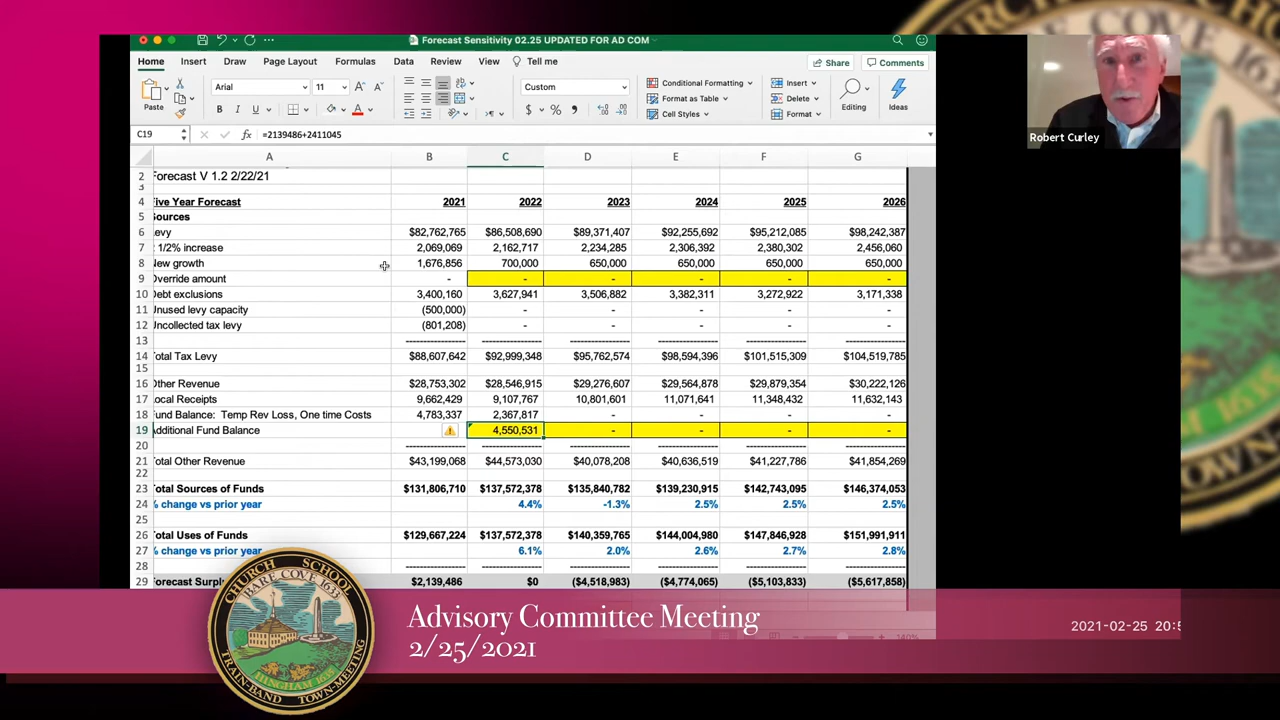 Forecast Sensitivity 02.25 UPDATED FOR AD COM
Home Insert Draw Page Layout Formulas Data Review View Tell me Share Comments
Paste Arial 11 Custom Conditional Formatting Insert
B I U $ % Format as Table Delete Editing Ideas
Cell Styles Format
C19 fx =2139486+2411045
A B C D E F G
2 Forecast V 1.2 2/22/21
3
4 Five Year Forecast 2021 2022 2023 2024 2025 2026
5 Sources
6 Levy $82,762,765 $86,508,690 $89,371,407 $92,255,692 $95,212,085 $98,242,387
7 1/2% increase 2,069,069 2,162,717 2,234,285 2,306,392 2,380,302 2,456,060
8 New growth 1,676,856 700,000 650,000 650,000 650,000 650,000
9 Override amount - - - - - -
10 Debt exclusions 3,400,160 3,627,941 3,506,882 3,382,311 3,272,922 3,171,338
11 Unused levy capacity (500,000) - - - - -
12 Uncollected tax levy (801,208) - - - - -
13
14 Total Tax Levy $88,607,642 $92,999,348 $95,762,574 $98,594,396 $101,515,309 $104,519,785
15
16 Other Revenue $28,753,302 $28,546,915 $29,276,607 $29,564,878 $29,879,354 $30,222,126
17 Local Receipts 9,662,429 9,107,767 10,801,601 11,071,641 11,348,432 11,632,143
18 Fund Balance: Temp Rev Loss, One time Costs 4,783,337 2,367,817 - - - -
19 Additional Fund Balance 4,550,531 - - - -
20
21 Total Other Revenue $43,199,068 $44,573,030 $40,078,208 $40,636,519 $41,227,786 $41,854,269
22
23 Total Sources of Funds $131,806,710 $137,572,378 $135,840,782 $139,230,915 $142,743,095 $146,374,053
24 % change vs prior year 4.4% -1.3% 2.5% 2.5% 2.5%
25
26 Total Uses of Funds $129,667,224 $137,572,378 $140,359,765 $144,004,980 $147,846,928 $151,991,911
27 % change vs prior year 6.1% 2.0% 2.6% 2.7% 2.8%
28
29 Forecast Surpl $2,139,486 $0 ($4,518,983) ($4,774,065) ($5,103,833) ($5,617,858)
140%
Robert Curley
Advisory Committee Meeting
2/25/2021
2021-02-25 20:5
CHURCH SCHOOL
BARE COVE 1633
HINGHAM 1635
TRAIN-BAND TOWN-MEETING
CHURCH SCHOOL
BARE COVE 1633